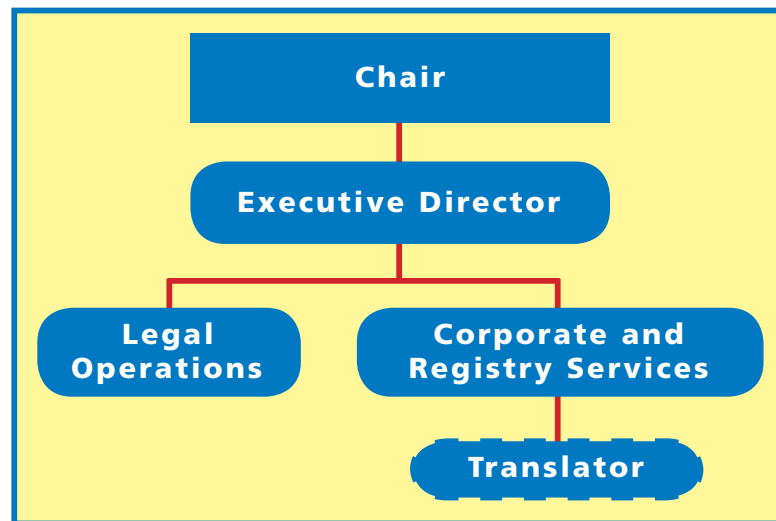 Chair
Executive Director
Legal
Operations
Corporate and
Registry Services
Translator